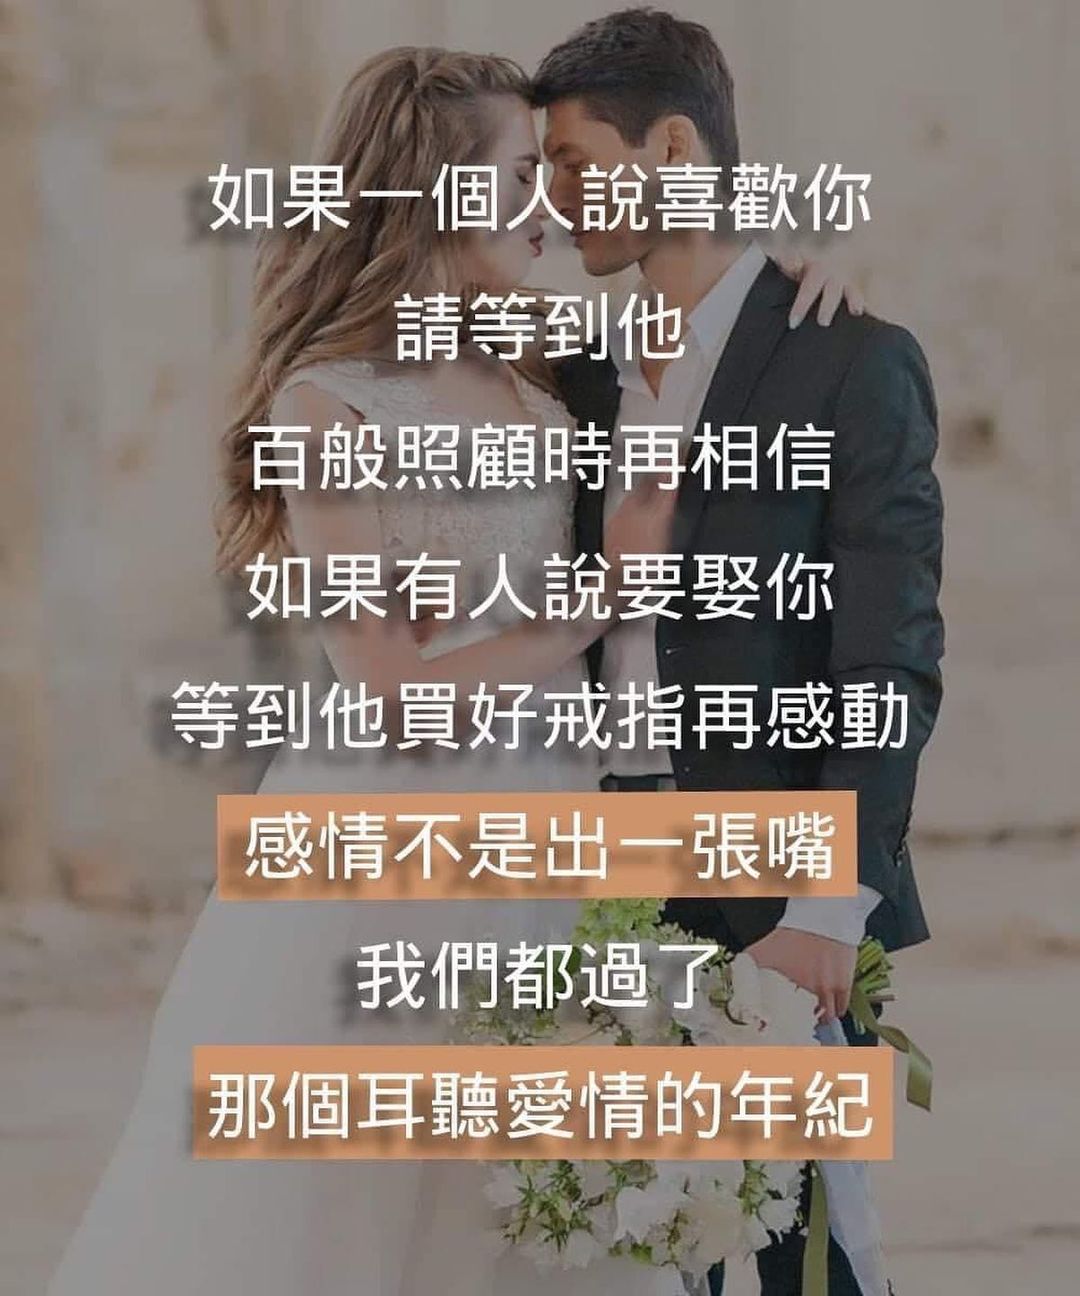 如果一個人說喜歡你
請等到他
百般照顧時再相信
如果有人說要娶你
等到他買好戒指再感動
感情不是出一張嘴
我們都過了
那個耳聽愛情的年紀